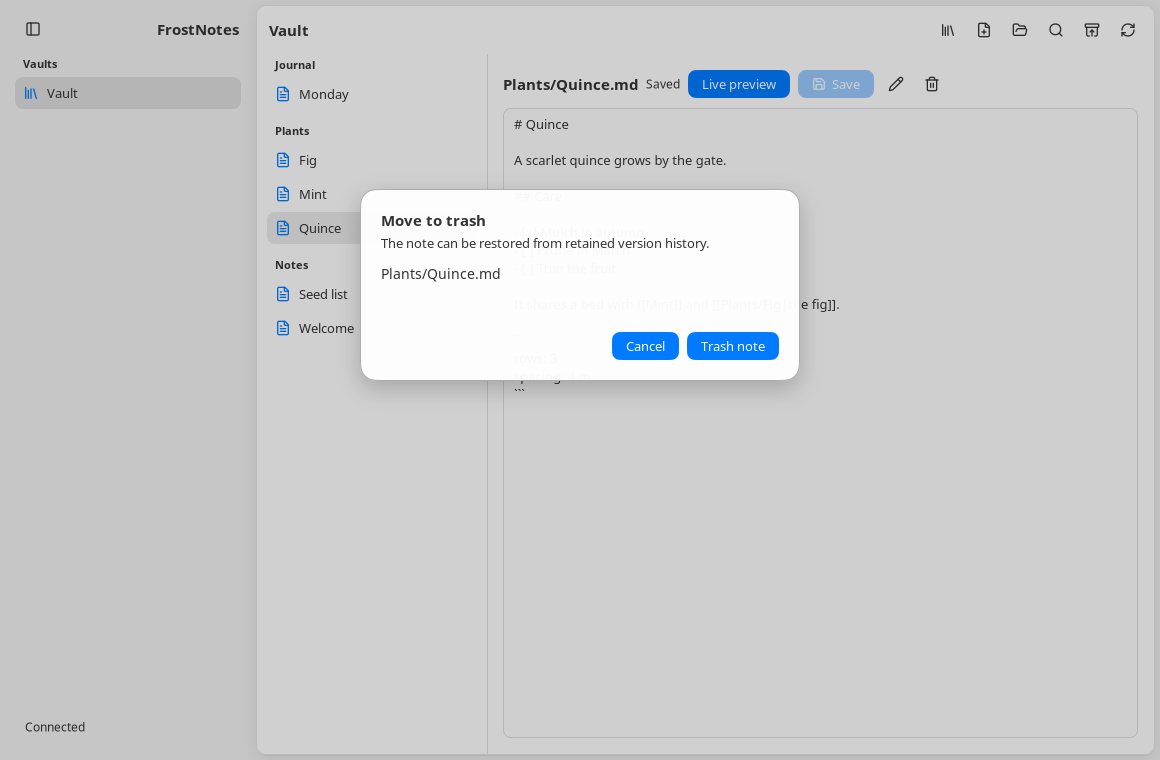 FrostNotes
Vaults
Vault
Connected
Vault
Journal
Monday
Plants
Fig
Mint
Quince
Notes
Seed list
Welcome
Plants/Quince.md
Saved
Live preview
Save
# Quince
A scarlet quince grows by the gate.
## Care
fig]].
```
Move to trash
The note can be restored from retained version history.
Plants/Quince.md
Cancel
Trash note